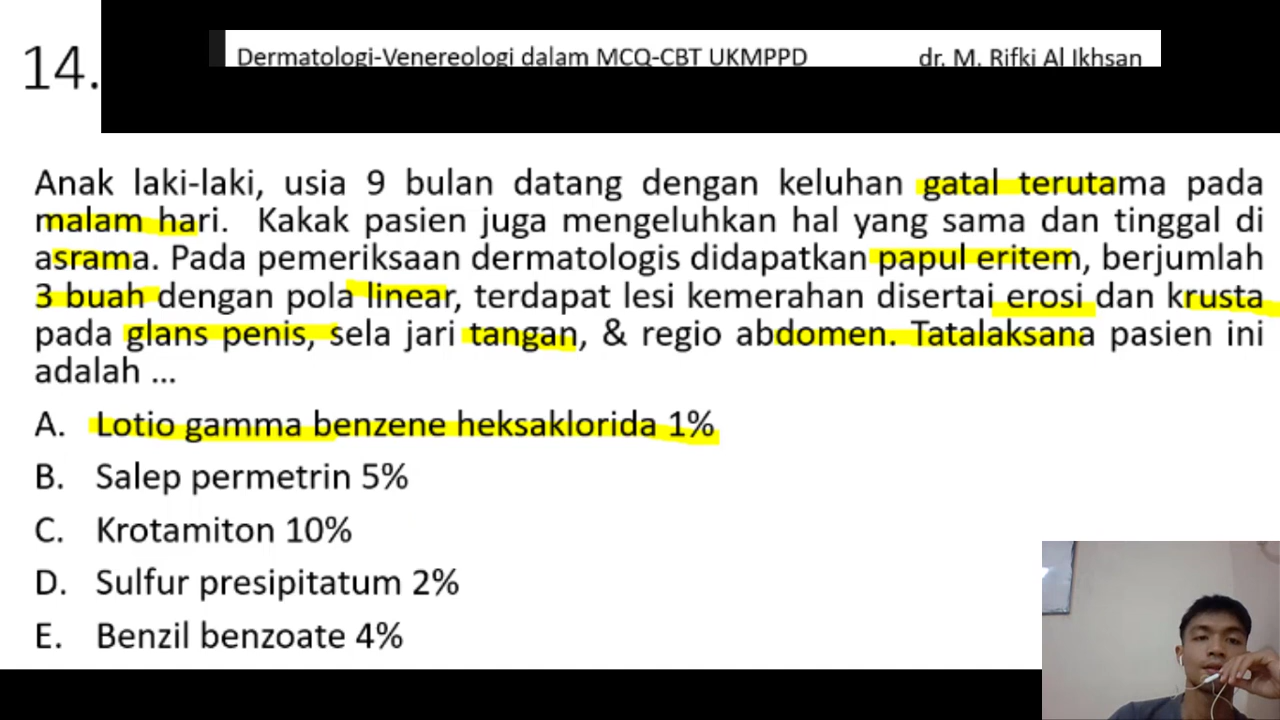 14.
Dermatologi-Venereologi dalam MCQ-CBT UKMPPD dr. M. Rifki Al Ikhsan
Anak laki-laki, usia 9 bulan datang dengan keluhan gatal terutama pada
malam hari. Kakak pasien juga mengeluhkan hal yang sama dan tinggal di
asrama. Pada pemeriksaan dermatologis didapatkan papul eritem, berjumlah
3 buah dengan pola linear, terdapat lesi kemerahan disertai erosi dan krusta
pada glans penis, sela jari tangan, & regio abdomen. Tatalaksana pasien ini
adalah ...
A. Lotio gamma benzene heksaklorida 1%
B. Salep permetrin 5%
C. Krotamiton 10%
D. Sulfur presipitatum 2%
E. Benzil benzoate 4%